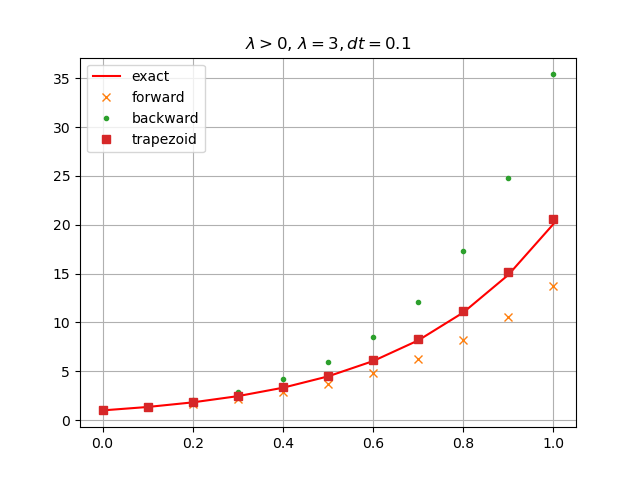 λ > 0, λ = 3, dt = 0.1
exact
forward
backward
trapezoid
35
30
25
20
15
10
5
0
0.0 0.2 0.4 0.6 0.8 1.0